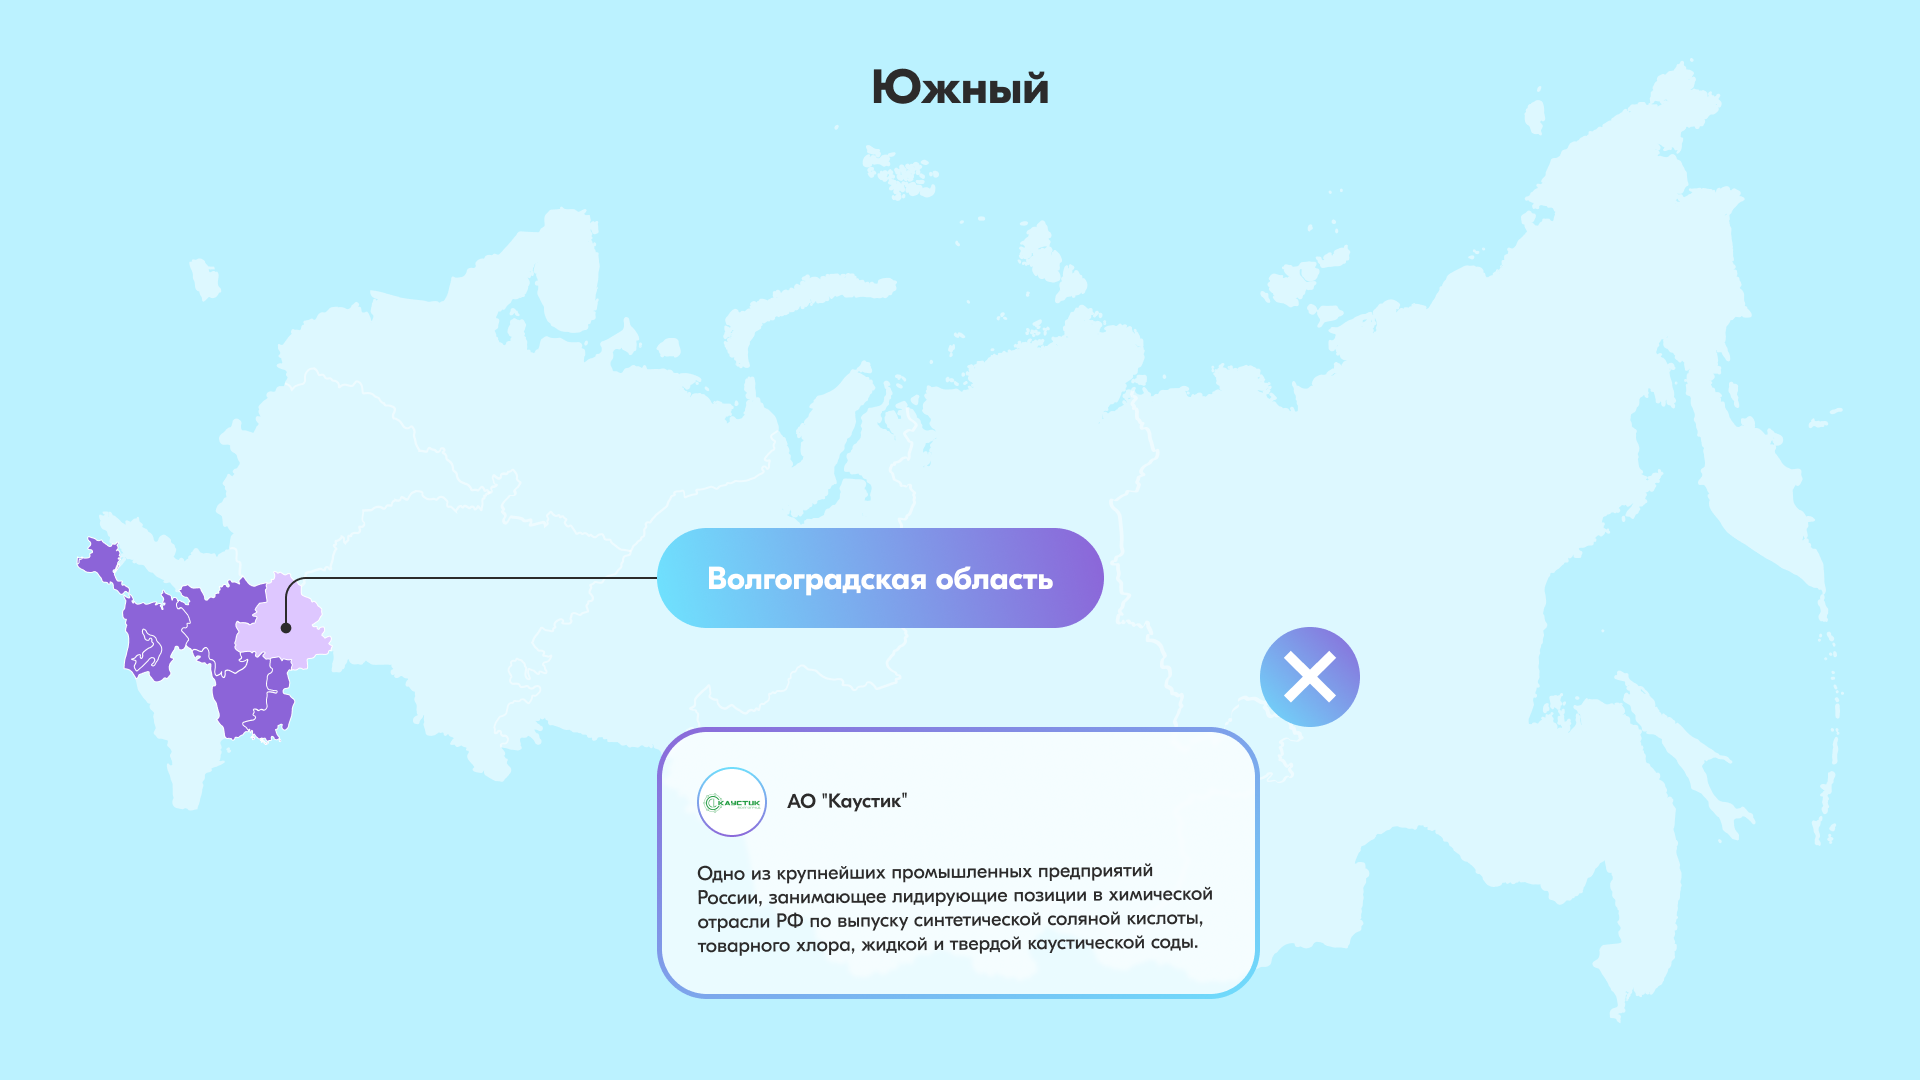 Южный
Волгоградская область
КАУСТИК
АО "Каустик"
Одно из крупнейших промышленных предприятий
России, занимающее лидирующие позиции в химической
отрасли РФ по выпуску синтетической соляной кислоты,
товарного хлора, жидкой и твердой каустической соды.